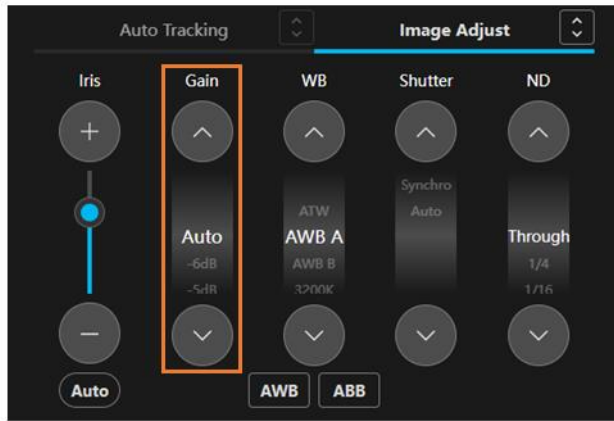 Auto Tracking
Image Adjust
Iris
Gain
WB
Shutter
ND
Auto
-6dB
-5dB
ATW
AWB A
AWB B
3200K
Synchro
Auto
Through
1/4
1/16
Auto
AWB
ABB